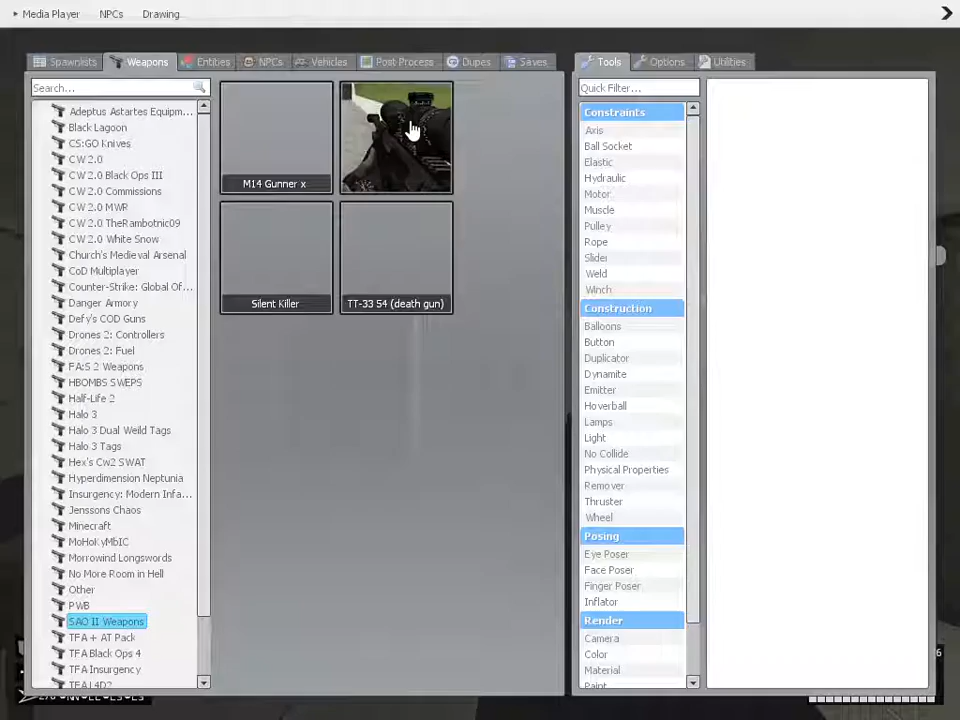 Media Player NPCs Drawing
Spawnlists Weapons Entities NPCs Vehicles Post Process Dupes Saves
Tools Options Utilities
Search...
Adeptus Astartes Equipm...
Black Lagoon
CS:GO Knives
CW 2.0
CW 2.0 Black Ops III
CW 2.0 Commissions
CW 2.0 MWR
CW 2.0 TheRambotnic09
CW 2.0 White Snow
Church's Medieval Arsenal
CoD Multiplayer
Counter-Strike: Global Of...
Danger Armory
Defy's COD Guns
Drones 2: Controllers
Drones 2: Fuel
FA:S 2 Weapons
HBOMBS SWEPS
Half-Life 2
Halo 3
Halo 3 Dual Weild Tags
Halo 3 Tags
Hex's Cw2 SWAT
Hyperdimension Neptunia
Insurgency: Modern Infa...
Jenssons Chaos
Minecraft
MoHoKyMbIC
Morrowind Longswords
No More Room in Hell
Other
PWB
SAO II Weapons
TFA + AT Pack
TFA Black Ops 4
TFA Insurgency
TFA L4D2
M14 Gunner x
Silent Killer
TT-33 54 (death gun)
Quick Filter...
Constraints
Axis
Ball Socket
Elastic
Hydraulic
Motor
Muscle
Pulley
Rope
Slider
Weld
Winch
Construction
Balloons
Button
Duplicator
Dynamite
Emitter
Hoverball
Lamps
Light
No Collide
Physical Properties
Remover
Thruster
Wheel
Posing
Eye Poser
Face Poser
Finger Poser
Inflator
Render
Camera
Color
Material
Paint